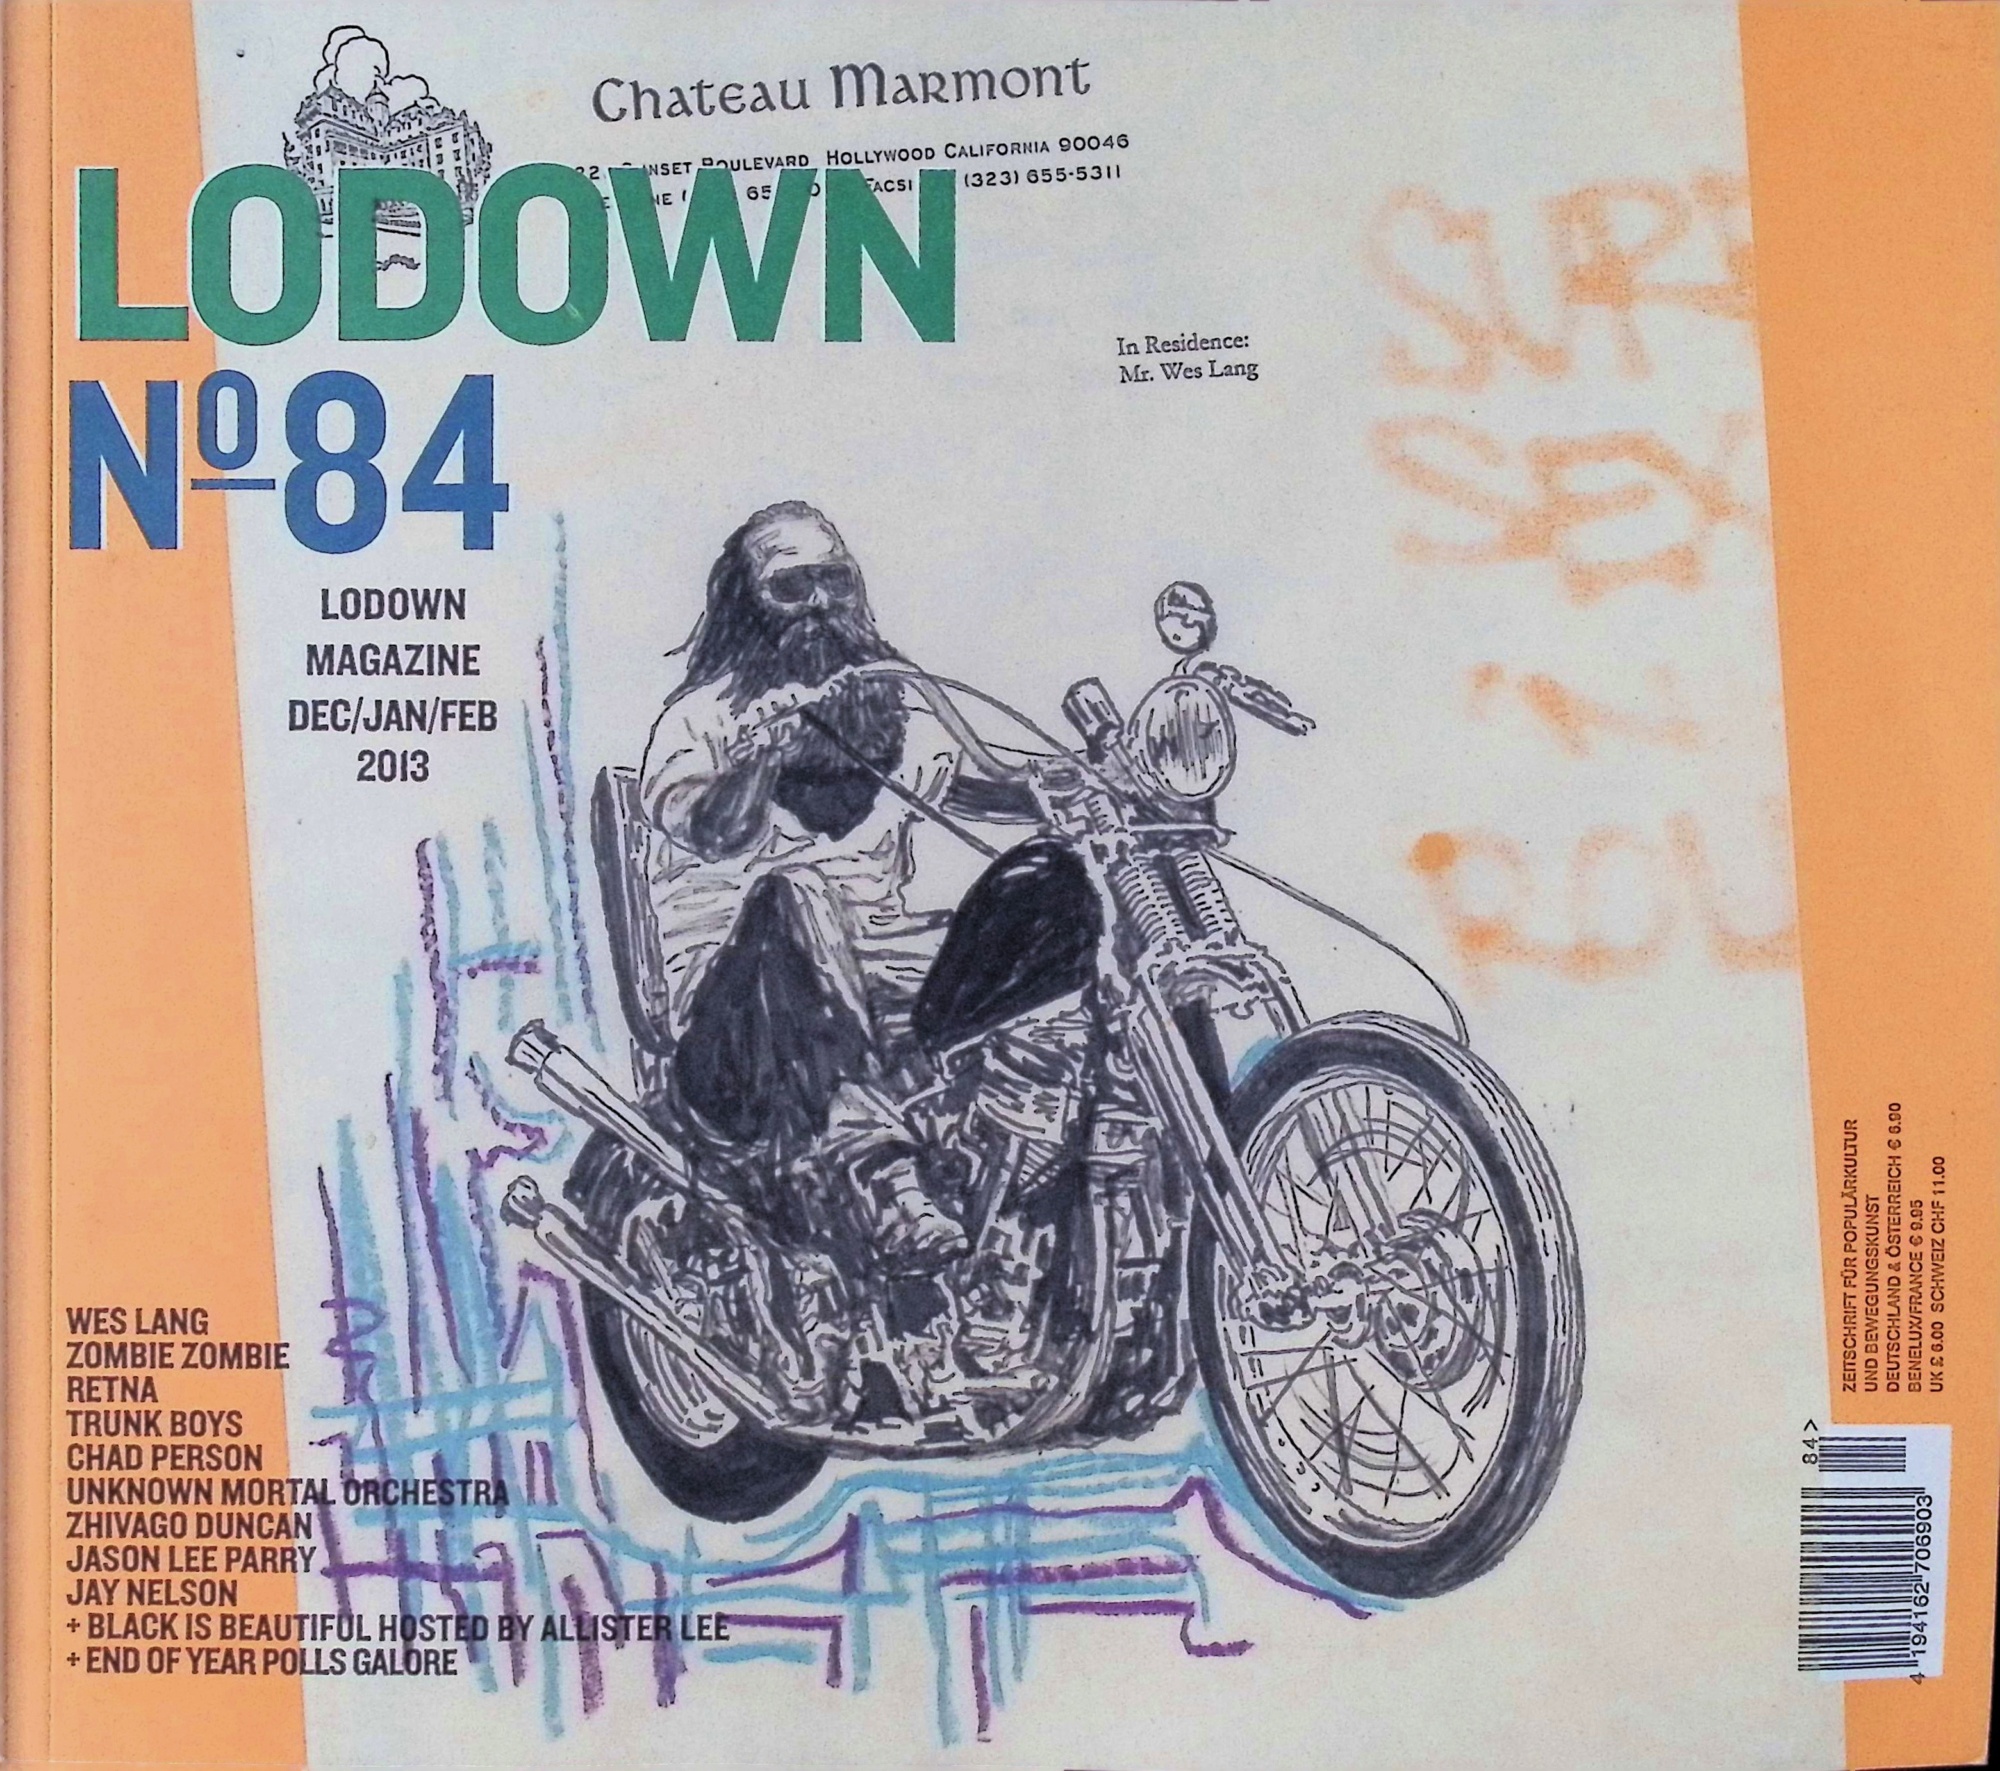 Chateau Marmont
Boulevard Hollywood California 90046
(323) 655-5311
LODOWN
Nº84
In Residence:
Mr. Wes Lang
LODOWN
MAGAZINE
DEC/JAN/FEB
2013
WES LANG
ZOMBIE ZOMBIE
RETNA
TRUNK BOYS
CHAD PERSON
UNKNOWN MORTAL ORCHESTRA
ZHIVAGO DUNCAN
JASON LEE PARRY
JAY NELSON
+ BLACK IS BEAUTIFUL HOSTED BY ALLISTER LEE
+ END OF YEAR POLLS GALORE
ZEITSCHRIFT FÜR POPULÄRKULTUR
UND BEWEGUNGSKUNST
DEUTSCHLAND & ÖSTERREICH € 6.90
BENELUX/FRANCE € 9.95
UK £ 6.00 SCHWEIZ CHF 11.00
84>
4 194162 706903